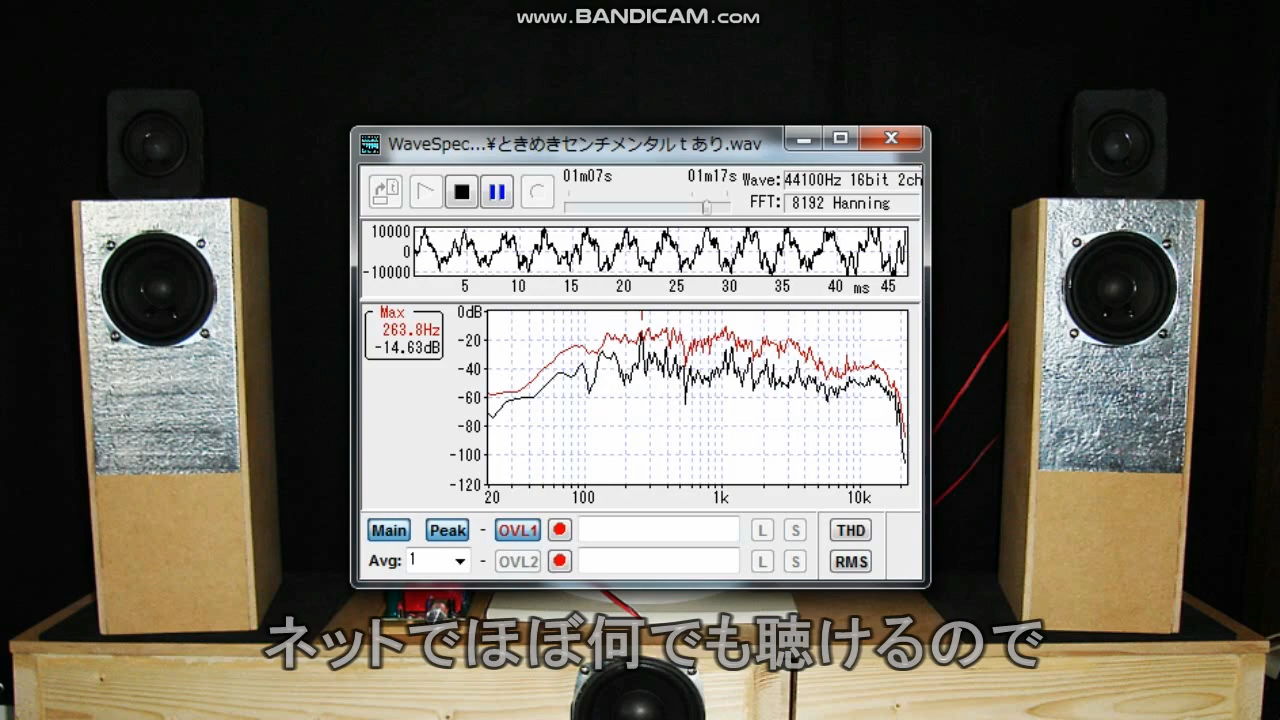 www.BANDICAM.com
WaveSpec...¥ときめきセンチメンタルｔあり.wav
01m07s 01m17s Wave: 44100Hz 16bit 2ch
FFT: 8192 Hanning
10000
0
-10000
5 10 15 20 25 30 35 40 ms 45
Max
263.8Hz
-14.63dB
0dB
-20
-40
-60
-80
-100
-120
20 100 1k 10k
Main Peak - OVL1 L S THD
Avg: 1 - OVL2 L S RMS
ネットでほぼ何でも聴けるので